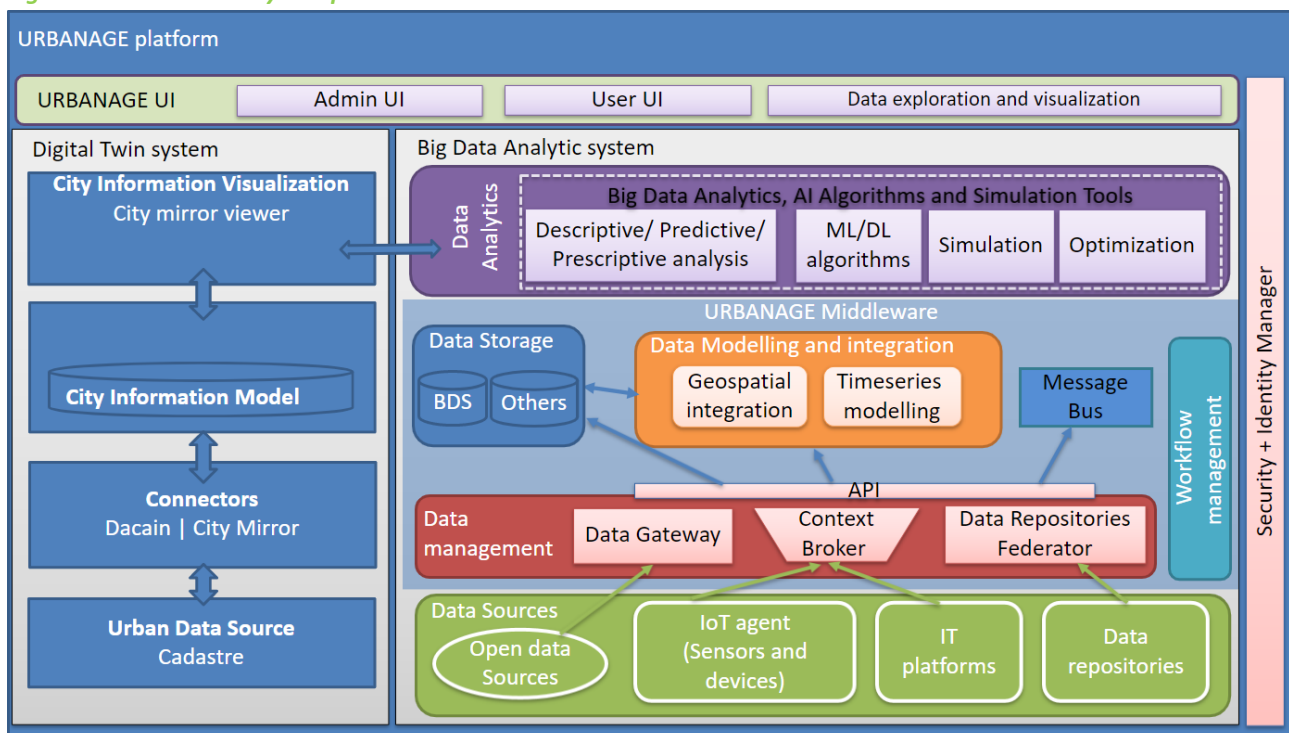 URBANAGE platform
URBANAGE UI
Admin UI
User UI
Data exploration and visualization
Digital Twin system
City Information Visualization
City mirror viewer
City Information Model
Connectors
Dacain | City Mirror
Urban Data Source
Cadastre
Big Data Analytic system
Data
Analytics
Big Data Analytics, AI Algorithms and Simulation Tools
Descriptive/ Predictive/
Prescriptive analysis
ML/DL
algorithms
Simulation
Optimization
URBANAGE Middleware
Data Storage
BDS
Others
Data Modelling and integration
Geospatial
integration
Timeseries
modelling
Message
Bus
Workflow
management
API
Data
management
Data Gateway
Context
Broker
Data Repositories
Federator
Data Sources
Open data
Sources
IoT agent
(Sensors and
devices)
IT
platforms
Data
repositories
Security + Identity Manager